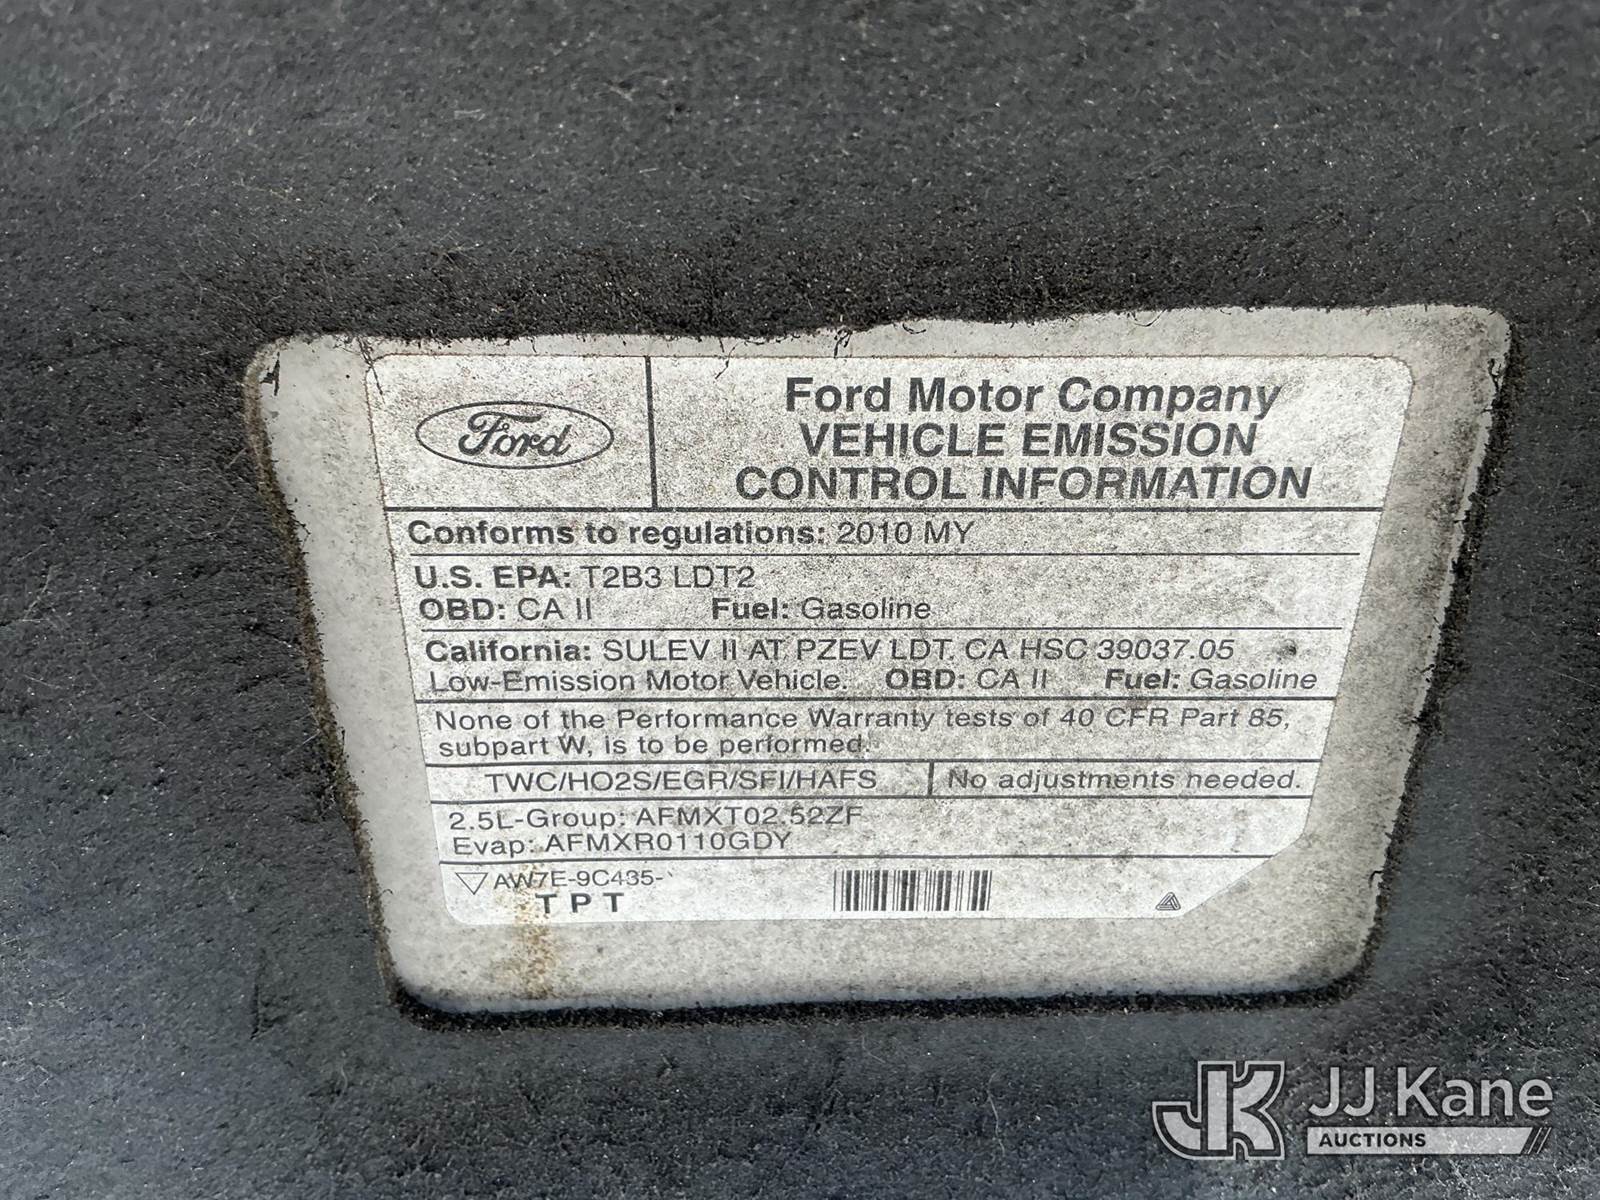 Ford
Ford Motor Company
VEHICLE EMISSION
CONTROL INFORMATION
Conforms to regulations: 2010 MY
U.S. EPA: T2B3 LDT2
OBD: CA II Fuel: Gasoline
California: SULEV II AT PZEV LDT. CA HSC 39037.05
Low-Emission Motor Vehicle. OBD: CA II Fuel: Gasoline
None of the Performance Warranty tests of 40 CFR Part 85,
subpart W, is to be performed.
TWC/HO2S/EGR/SFI/HAFS No adjustments needed.
2.5L-Group: AFMXT02.52ZF
Evap: AFMXR0110GDY
AW7E-9C435-
TPT
JK JJ Kane
AUCTIONS